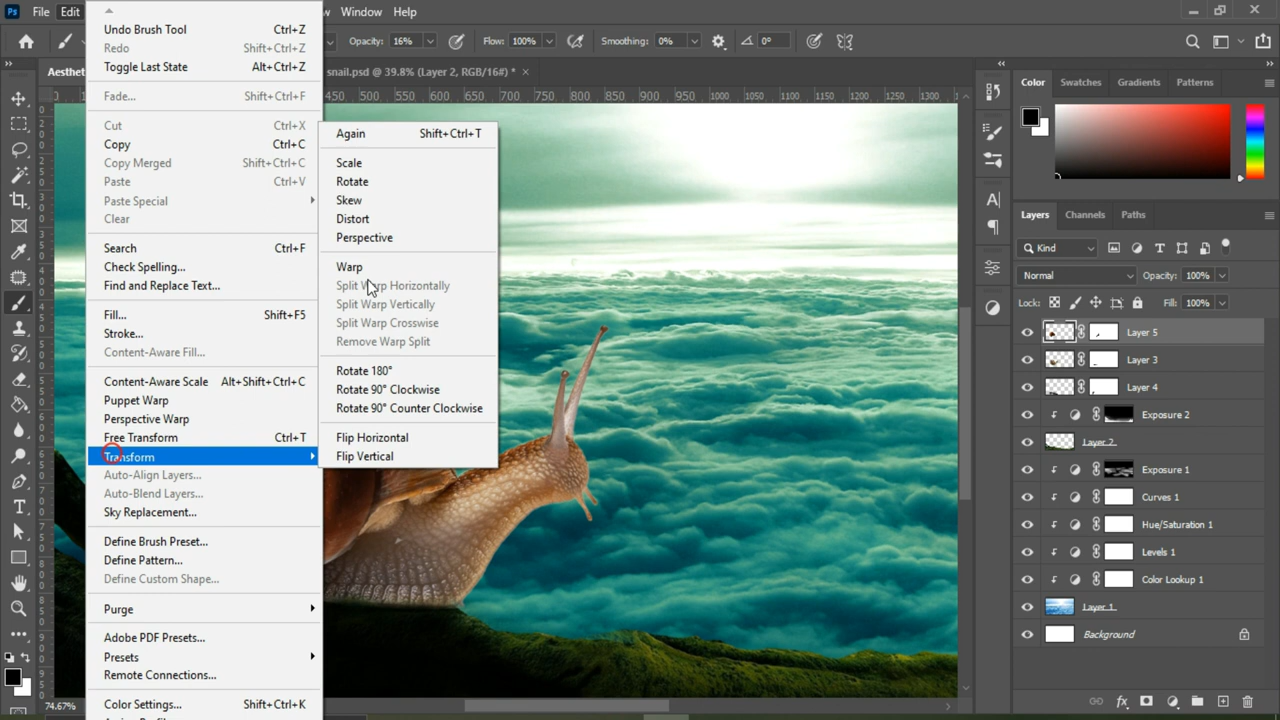 Ps
File
Edit
Window
Help
Opacity: 16%
Flow: 100%
Smoothing: 0%
0°
Aesthet
snail.psd @ 39.8% (Layer 2, RGB/16#) *
450 500 550 600 650 700 750 800 850 900 950 1000 1050 1100 1150 1200 1250 1300
Undo Brush Tool Ctrl+Z
Redo Shift+Ctrl+Z
Toggle Last State Alt+Ctrl+Z
Fade... Shift+Ctrl+F
Cut Ctrl+X
Copy Ctrl+C
Copy Merged Shift+Ctrl+C
Paste Ctrl+V
Paste Special
Clear
Search Ctrl+F
Check Spelling...
Find and Replace Text...
Fill... Shift+F5
Stroke...
Content-Aware Fill...
Content-Aware Scale Alt+Shift+Ctrl+C
Puppet Warp
Perspective Warp
Free Transform Ctrl+T
Transform
Auto-Align Layers...
Auto-Blend Layers...
Sky Replacement...
Define Brush Preset...
Define Pattern...
Define Custom Shape...
Purge
Adobe PDF Presets...
Presets
Remote Connections...
Color Settings... Shift+Ctrl+K
Again Shift+Ctrl+T
Scale
Rotate
Skew
Distort
Perspective
Warp
Split Warp Horizontally
Split Warp Vertically
Split Warp Crosswise
Remove Warp Split
Rotate 180°
Rotate 90° Clockwise
Rotate 90° Counter Clockwise
Flip Horizontal
Flip Vertical
74.67%
Color Swatches Gradients Patterns
Layers Channels Paths
Kind
Normal Opacity: 100%
Lock: Fill: 100%
Layer 5
Layer 3
Layer 4
Exposure 2
Layer 2
Exposure 1
Curves 1
Hue/Saturation 1
Levels 1
Color Lookup 1
Layer 1
Background